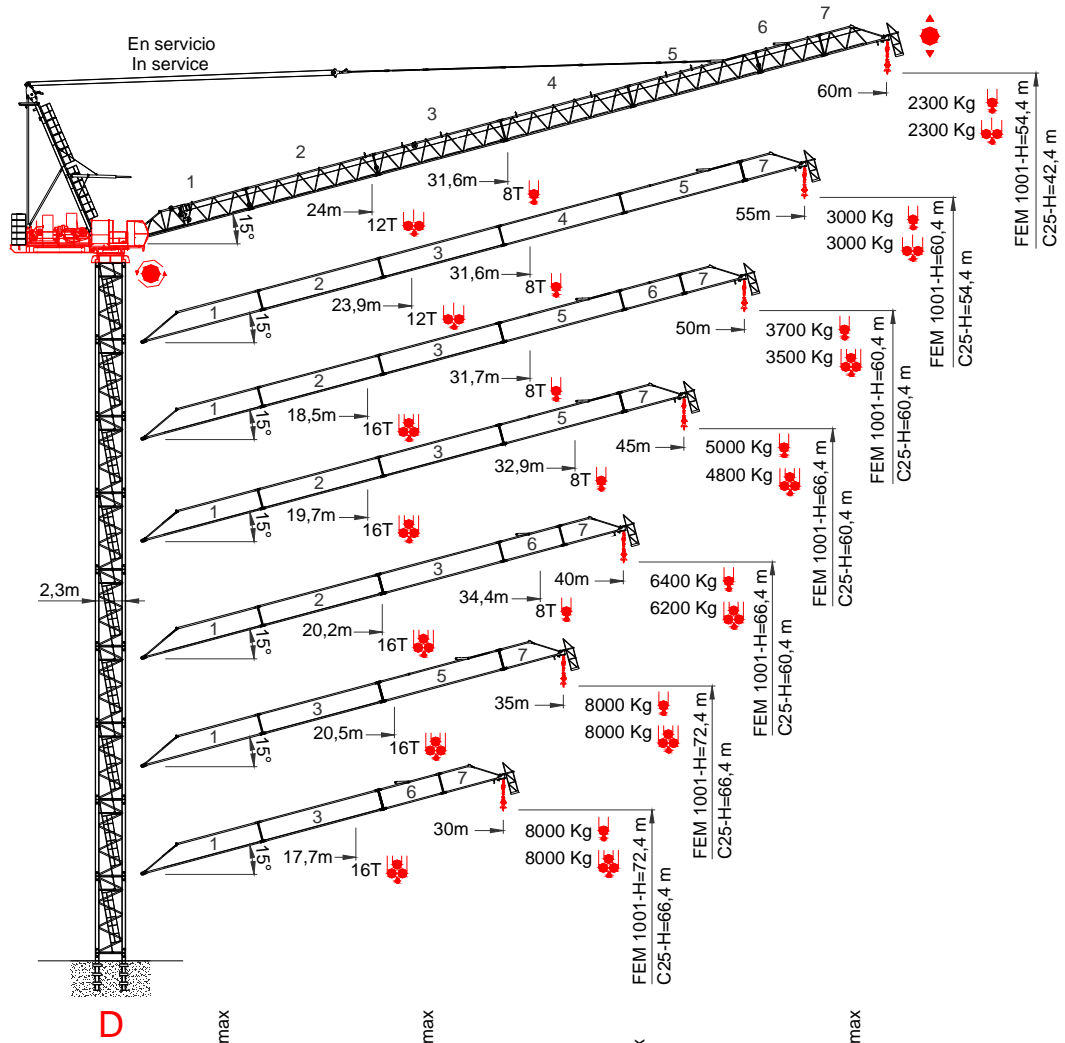 En servicio
In service
1
2
3
4
5
6
7
15°
24m
12T
31,6m
8T
60m
2300 Kg
2300 Kg
FEM 1001-H=54,4 m
C25-H=42,4 m
1
2
3
4
5
7
15°
23,9m
12T
31,6m
8T
55m
3000 Kg
3000 Kg
FEM 1001-H=60,4 m
C25-H=54,4 m
1
2
3
5
6
7
15°
18,5m
16T
31,7m
8T
50m
3700 Kg
3500 Kg
FEM 1001-H=60,4 m
C25-H=60,4 m
1
2
3
5
7
15°
19,7m
16T
32,9m
8T
45m
5000 Kg
4800 Kg
FEM 1001-H=66,4 m
C25-H=60,4 m
2,3m
1
2
3
6
7
15°
20,2m
16T
34,4m
8T
40m
6400 Kg
6200 Kg
FEM 1001-H=66,4 m
C25-H=60,4 m
1
3
5
7
15°
20,5m
16T
35m
8000 Kg
8000 Kg
FEM 1001-H=72,4 m
C25-H=66,4 m
1
3
6
7
15°
17,7m
16T
30m
8000 Kg
8000 Kg
FEM 1001-H=72,4 m
C25-H=66,4 m
D
max
max
max